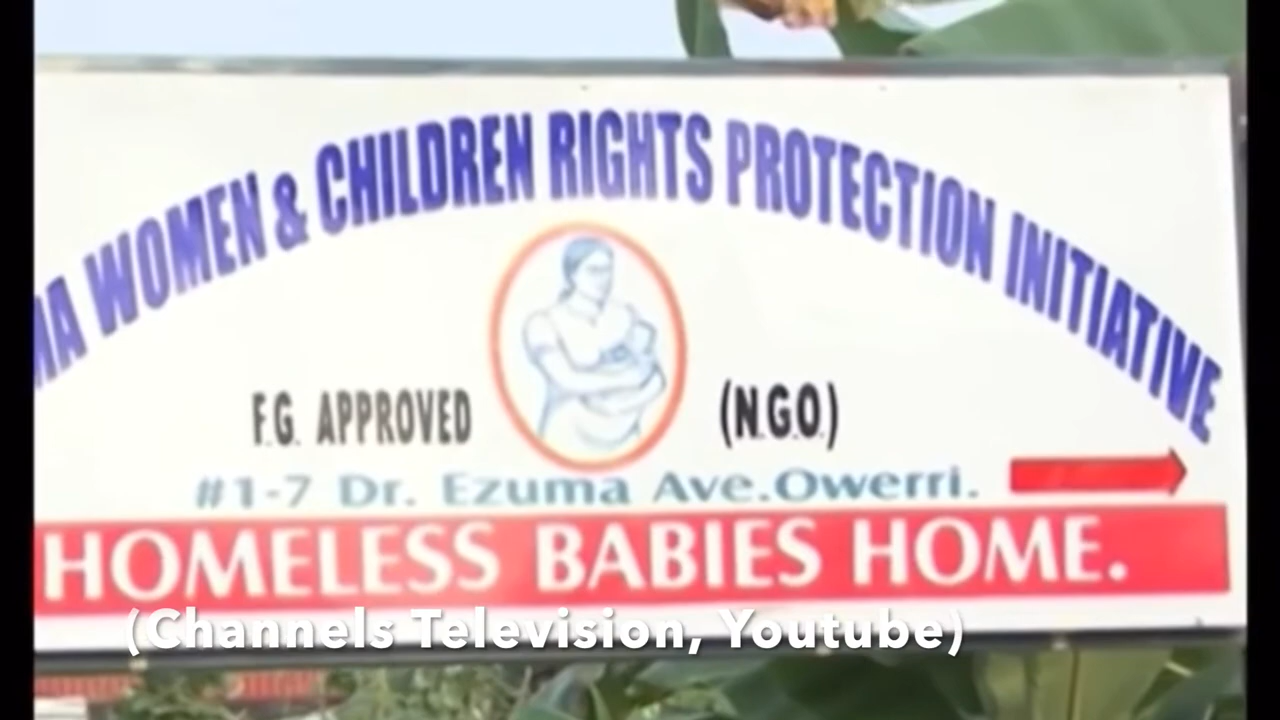 WOMEN & CHILDREN RIGHTS PROTECTION INITIATIVE
F.G. APPROVED (N.G.O.)
#1-7 Dr. Ezuma Ave.Owerri.
HOMELESS BABIES HOME.
(Channels Television, Youtube)